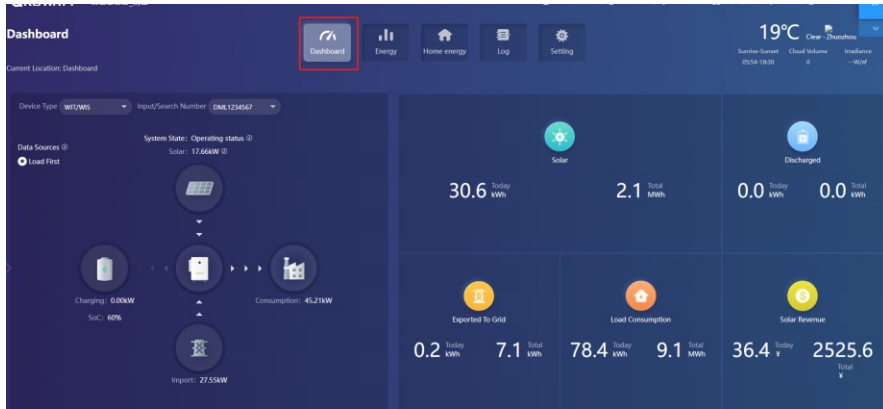 Dashboard
Dashboard
Energy
Home energy
Log
Setting
19℃ Clear - Zhuozhou
Sunrise-Sunset Cloud Volume Irradiance
05:54-18:30 0 --W/㎡
Current Location: Dashboard
Device Type WIT/WIS Input/Search Number DML1234567
Data Sources
Load First
System State: Operating status
Solar: 17.66kW
Charging: 0.00kW
SoC: 60%
Consumption: 45.21kW
Import: 27.55kW
Solar
30.6 Today kWh 2.1 Total MWh
Discharged
0.0 Today kWh 0.0 Total kWh
Exported To Grid
0.2 Today kWh 7.1 Total kWh
Load Consumption
78.4 Today kWh 9.1 Total MWh
Solar Revenue
36.4 Today ¥ 2525.6 Total ¥